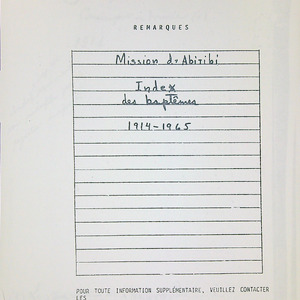 REMARQUES
Mission d'Abitibi
Index
des baptêmes
1914-1965
POUR TOUTE INFORMATION SUPPLÉMENTAIRE, VEUILLEZ CONTACTER
LES